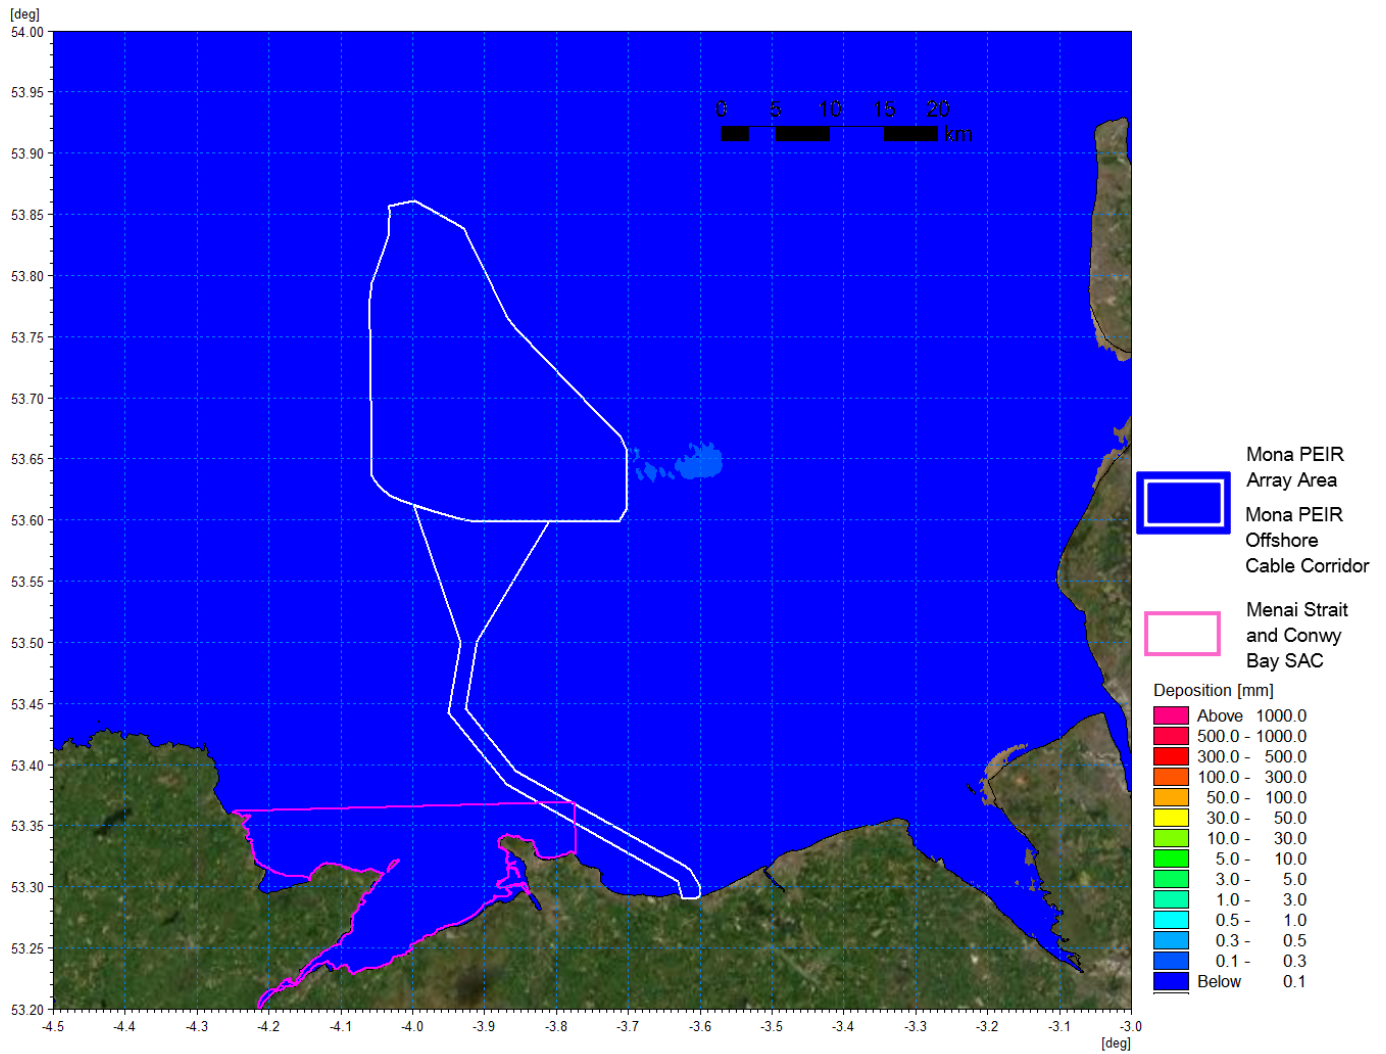 [deg]
54.00
53.95
53.90
53.85
53.80
53.75
53.70
53.65
53.60
53.55
53.50
53.45
53.40
53.35
53.30
53.25
53.20
0 5 10 15 20
km
-4.5 -4.4 -4.3 -4.2 -4.1 -4.0 -3.9 -3.8 -3.7 -3.6 -3.5 -3.4 -3.3 -3.2 -3.1 -3.0
[deg]
Mona PEIR
Array Area
Mona PEIR
Offshore
Cable Corridor
Menai Strait
and Conwy
Bay SAC
Deposition [mm]
Above 1000.0
500.0 - 1000.0
300.0 - 500.0
100.0 - 300.0
50.0 - 100.0
30.0 - 50.0
10.0 - 30.0
5.0 - 10.0
3.0 - 5.0
1.0 - 3.0
0.5 - 1.0
0.3 - 0.5
0.1 - 0.3
Below 0.1